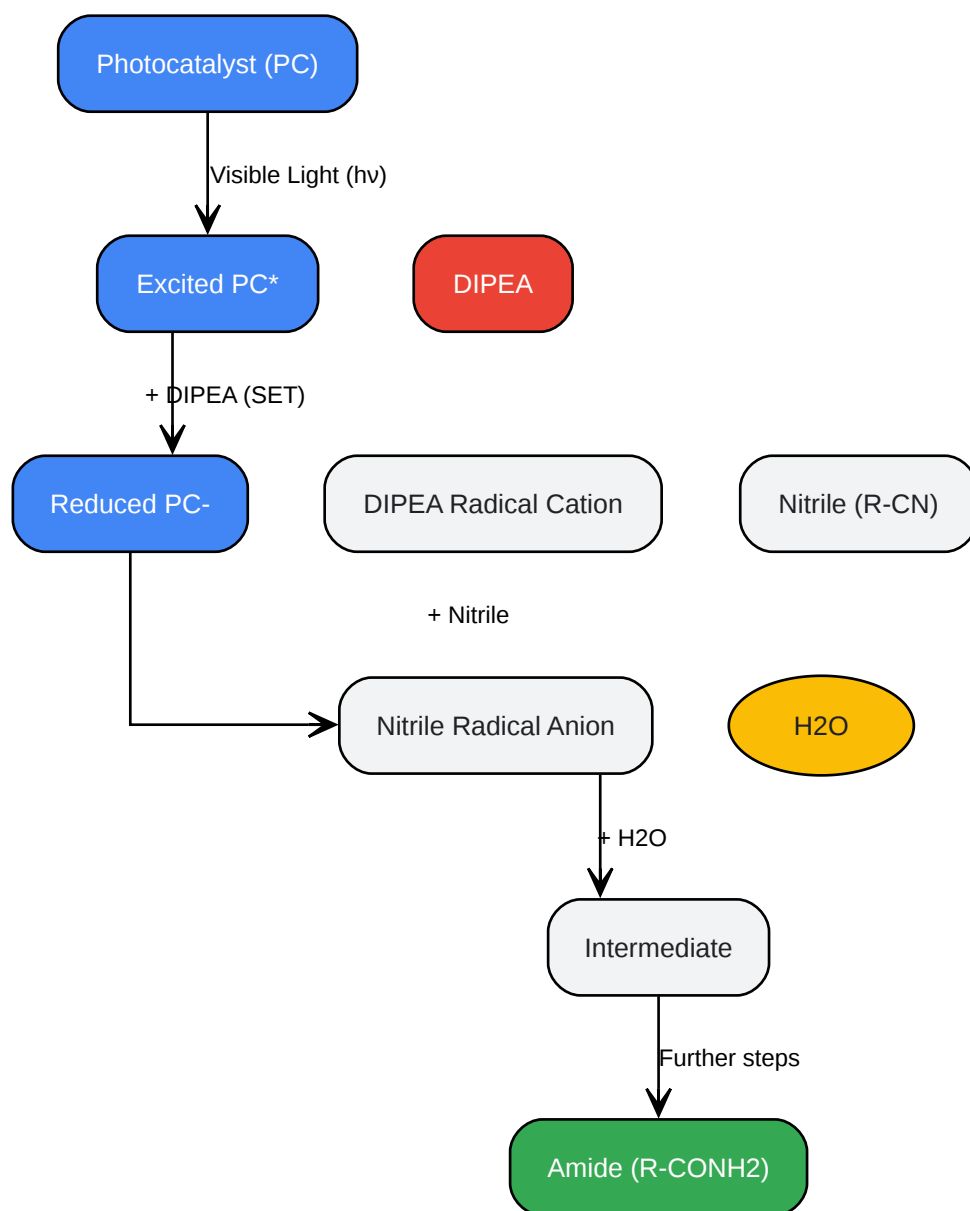 Photocatalyst (PC)
Visible Light (hν)
Excited PC*
DIPEA
+ DIPEA (SET)
Reduced PC-
DIPEA Radical Cation
Nitrile (R-CN)
+ Nitrile
Nitrile Radical Anion
H2O
+ H2O
Intermediate
Further steps
Amide (R-CONH2)